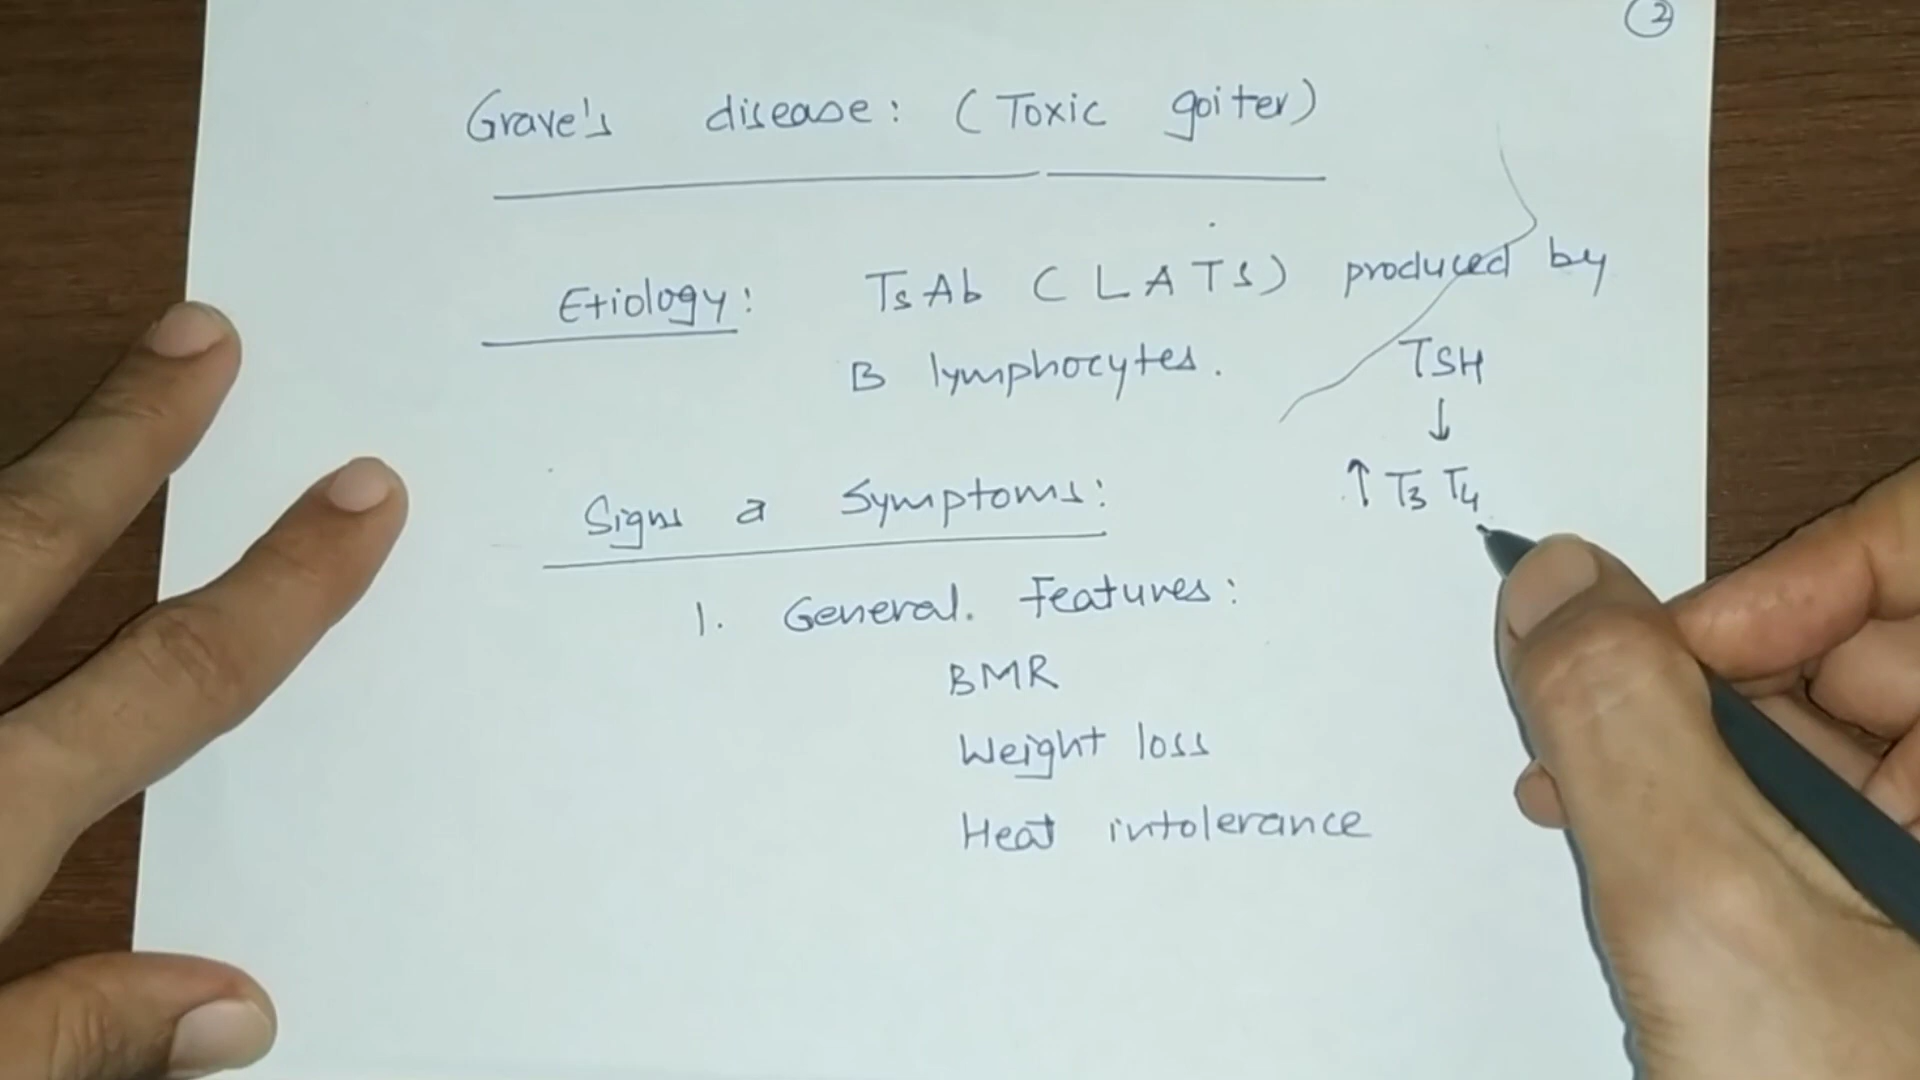 2
Grave's disease: (Toxic goiter)
Etiology: TsAb (LATS) produced by
B lymphocytes.
TSH
↓
↑ T3 T4
Signs a Symptoms:
1. General. Features:
BMR
Weight loss
Heat intolerance